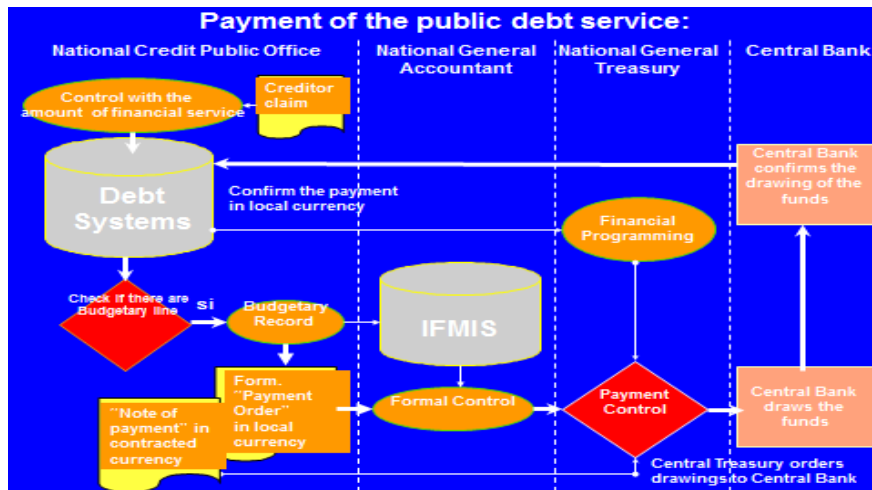 Payment of the public debt service:
National Credit Public Office
National General
Accountant
National General
Treasury
Central Bank
Control with the
amount of financial service
Creditor
claim
Debt
Systems
Confirm the payment
in local currency
Financial
Programming
Central Bank
confirms the
drawing of the
funds
Check if there are
Budgetary line
si
Budgetary
Record
IFMIS
Form.
"Payment
Order"
in local
currency
"Note of
payment" in
contracted
currency
Formal Control
Payment
Control
Central Bank
draws the
funds
Central Treasury orders
drawings to Central Bank